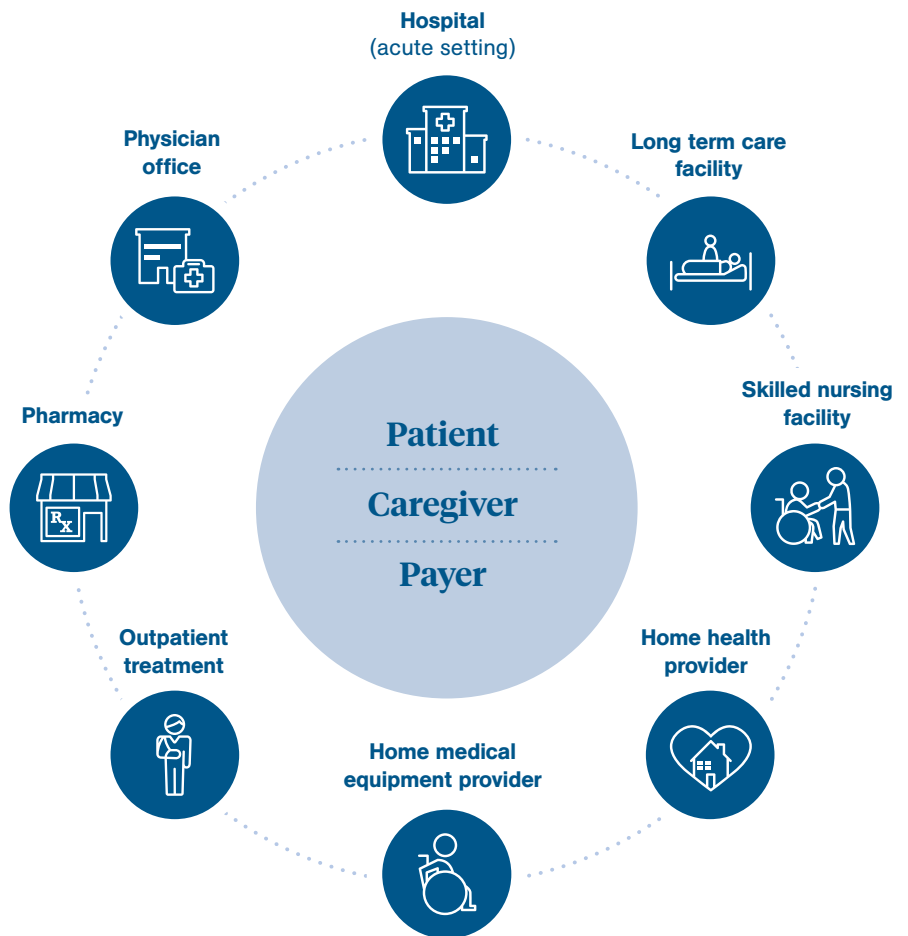 Hospital
(acute setting)
Physician
office
Long term care
facility
Pharmacy
Skilled nursing
facility
Patient
Caregiver
Payer
RX
Outpatient
treatment
Home health
provider
Home medical
equipment provider